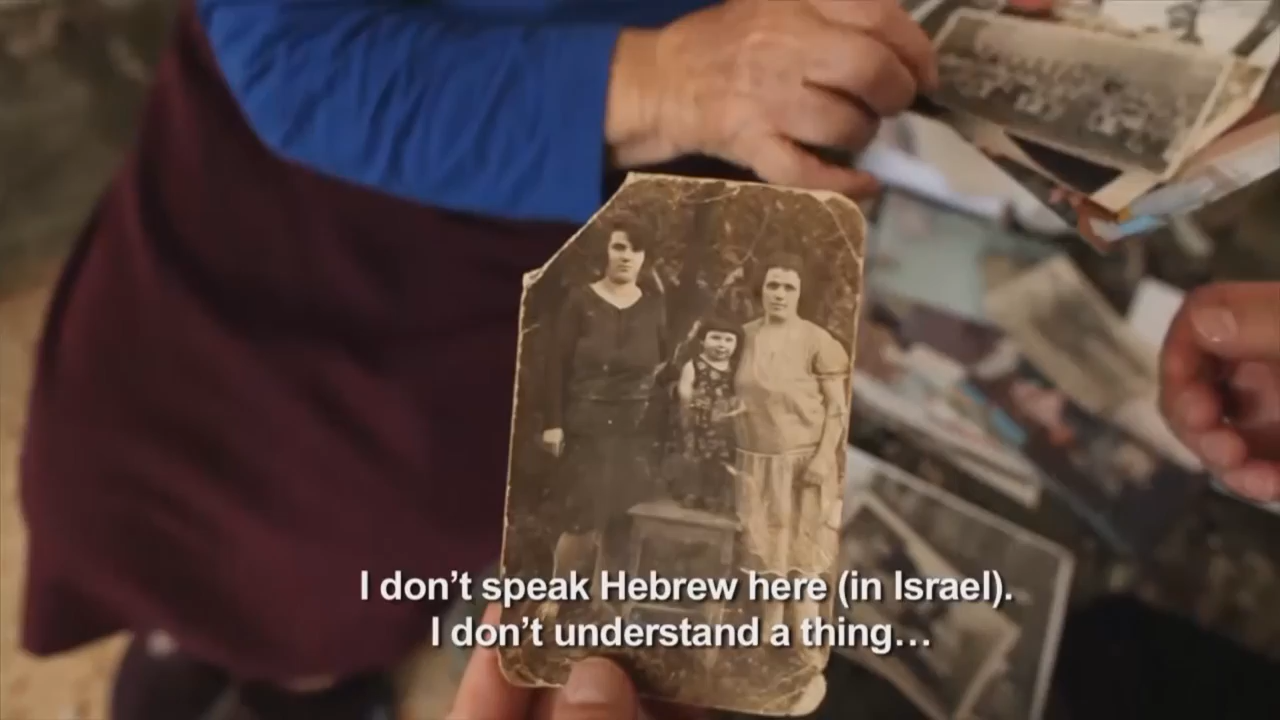 I don’t speak Hebrew here (in Israel).
I don’t understand a thing…